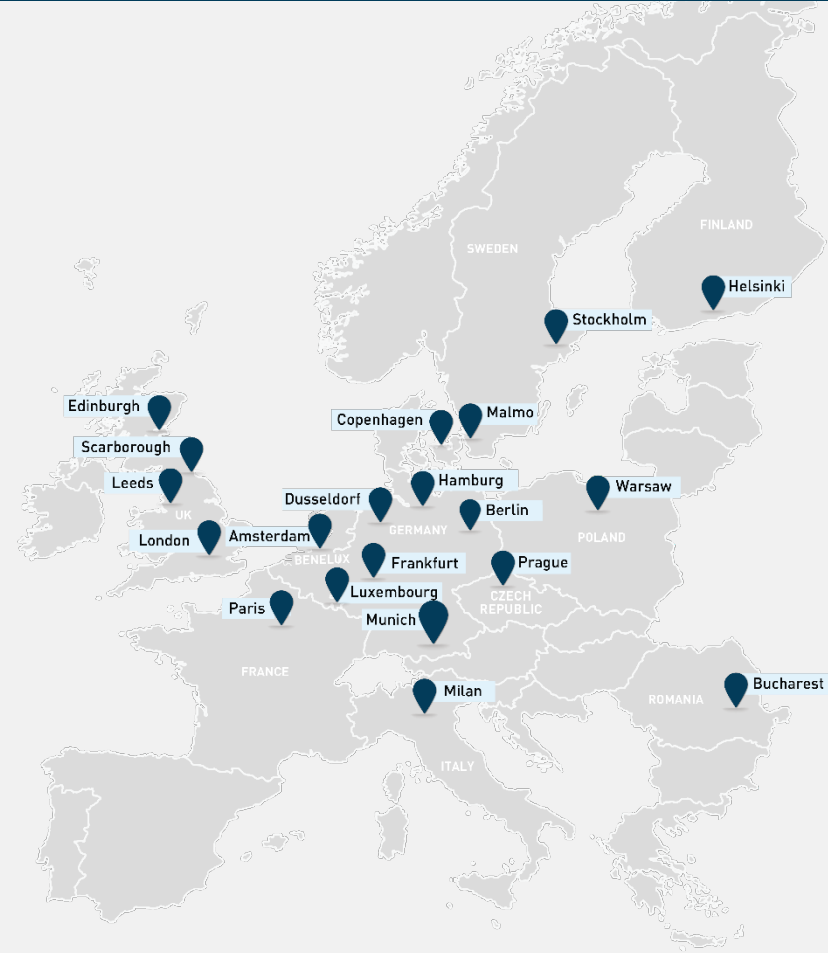 FINLAND
SWEDEN
Helsinki
Stockholm
Edinburgh
Malmo
Copenhagen
Scarborough
Leeds
Hamburg
Warsaw
Dusseldorf
Berlin
UK
GERMANY
POLAND
London
Amsterdam
BENELUX
Frankfurt
Prague
Luxembourg
CZECH
REPUBLIC
Paris
Munich
FRANCE
Milan
Bucharest
ROMANIA
ITALY